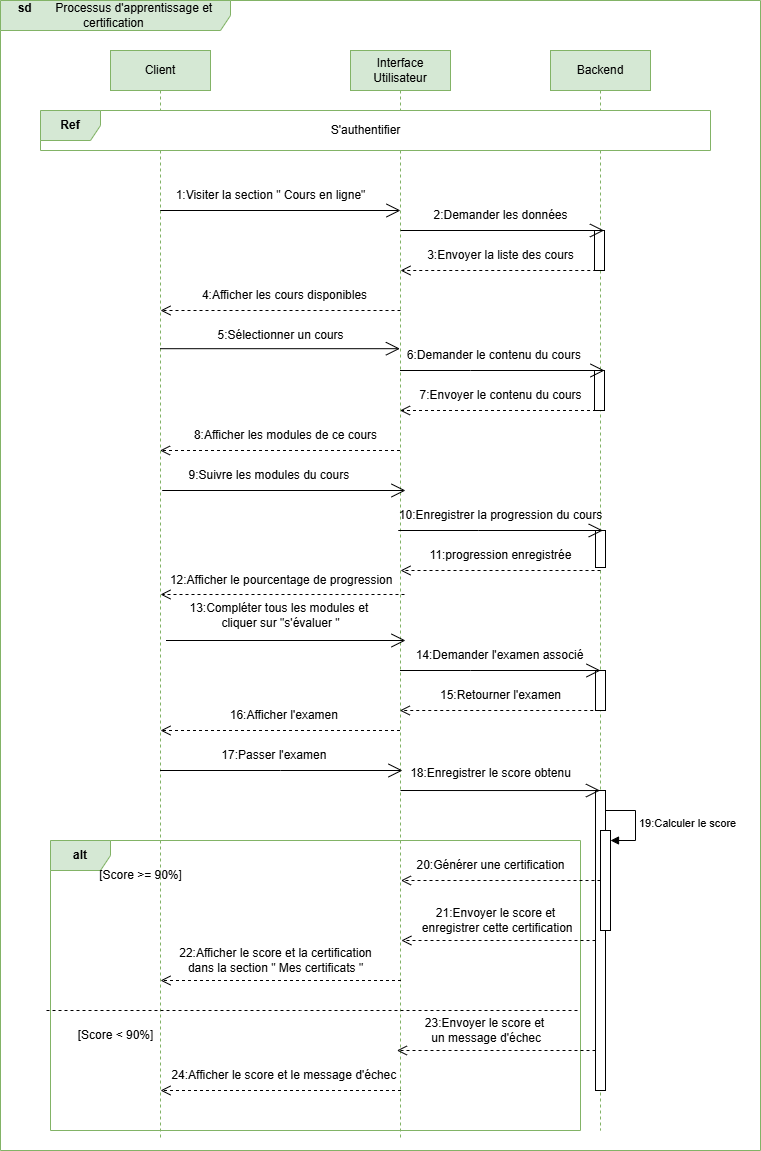 sd Processus d'apprentissage et
certification
Client
Interface
Utilisateur
Backend
Ref
S'authentifier
1:Visiter la section " Cours en ligne"
2:Demander les données
3:Envoyer la liste des cours
4:Afficher les cours disponibles
5:Sélectionner un cours
6:Demander le contenu du cours
7:Envoyer le contenu du cours
8:Afficher les modules de ce cours
9:Suivre les modules du cours
10:Enregistrer la progression du cours
11:progression enregistrée
12:Afficher le pourcentage de progression
13:Compléter tous les modules et
cliquer sur "s'évaluer "
14:Demander l'examen associé
15:Retourner l'examen
16:Afficher l'examen
17:Passer l'examen
18:Enregistrer le score obtenu
19:Calculer le score
alt
[Score >= 90%]
20:Générer une certification
21:Envoyer le score et
enregistrer cette certification
22:Afficher le score et la certification
dans la section " Mes certificats "
[Score < 90%]
23:Envoyer le score et
un message d'échec
24:Afficher le score et le message d'échec